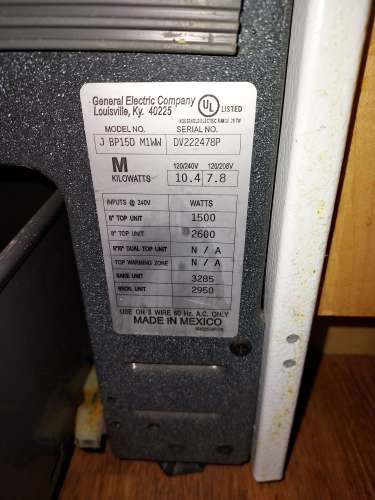 General Electric Company
Louisville, Ky. 40225
UL LISTED
HOUSEHOLD ELECTRIC RANGE
MODEL NO. SERIAL NO.
J BP15D M1WW DV222478P
M
KILOWATTS
120/240V 120/208V
10.4 7.8
INPUTS @ 240V WATTS
6" TOP UNIT 1500
8" TOP UNIT 2600
DUAL TOP UNIT N/A
TOP WARMING ZONE N/A
BAKE UNIT 3285
BROIL UNIT 2950
USE ON 3 WIRE 60 Hz. A.C. ONLY
MADE IN MEXICO